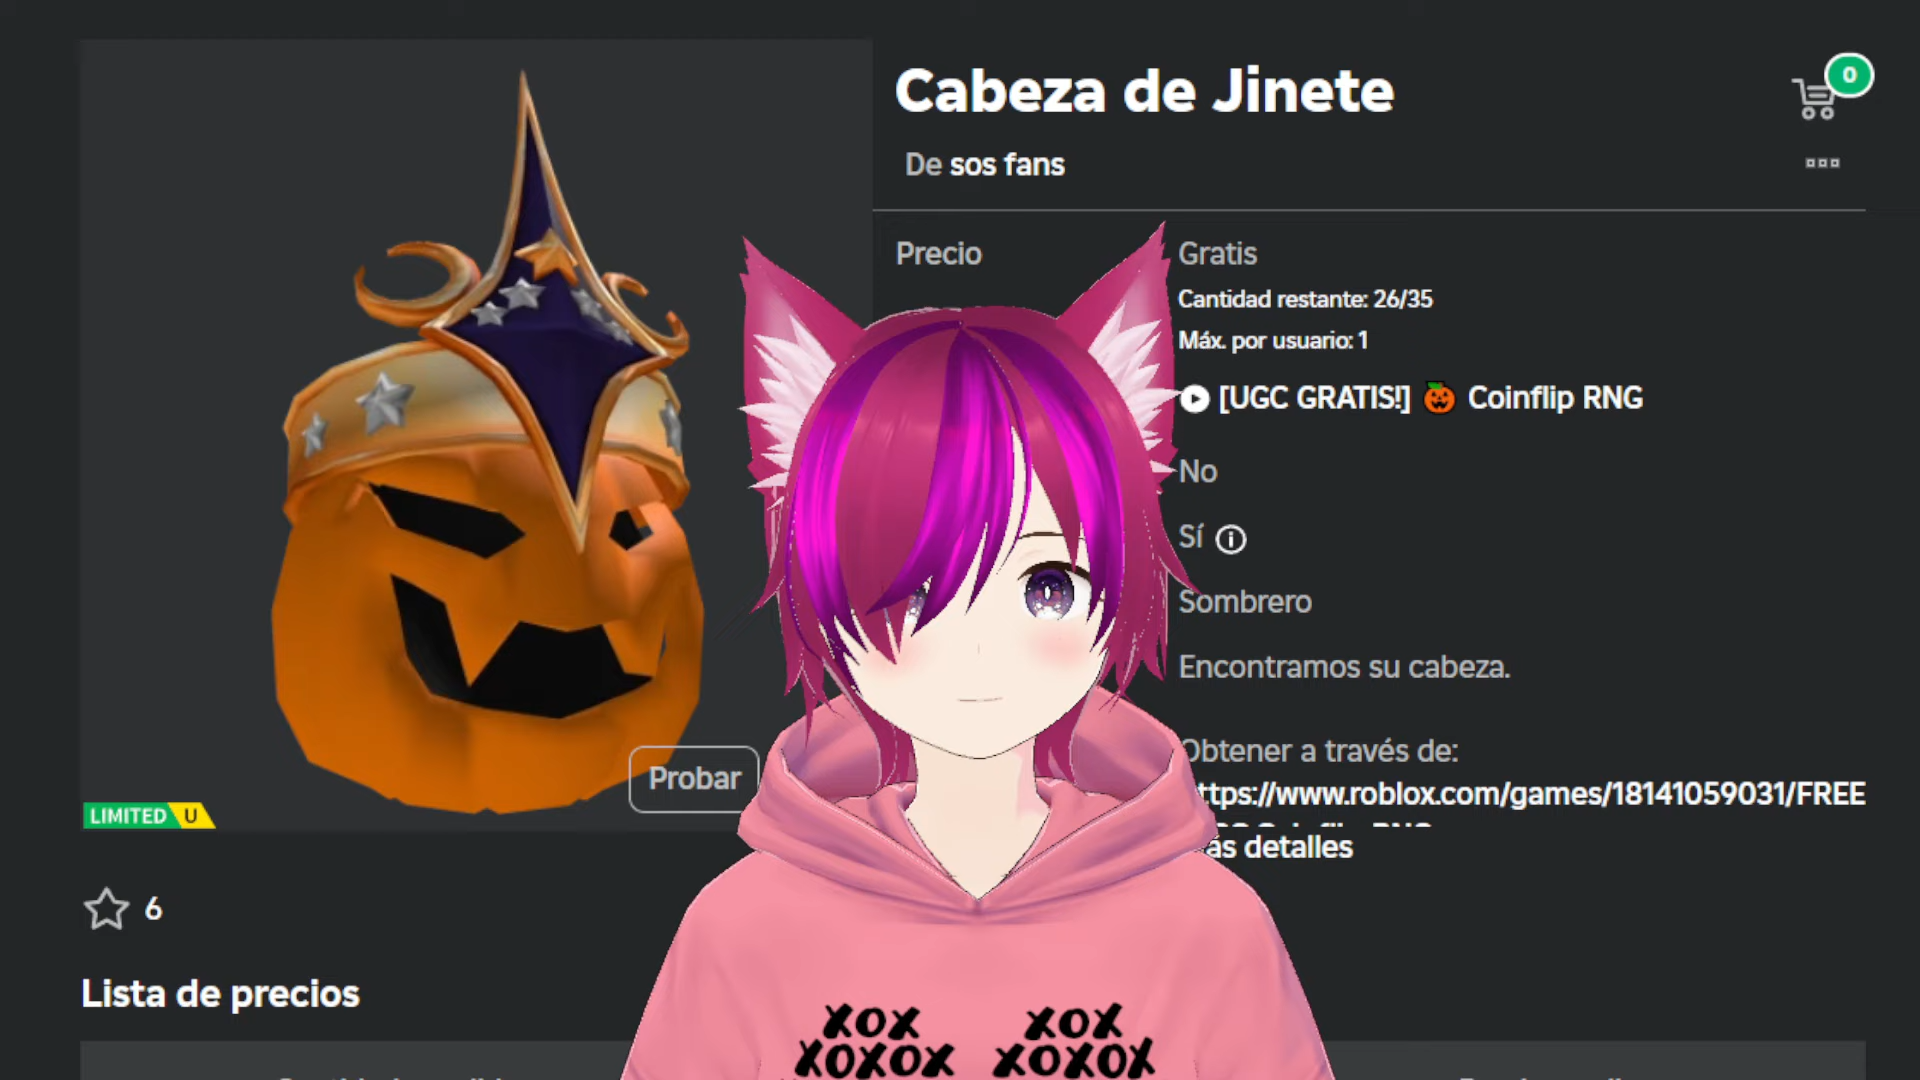 Cabeza de Jinete
0
De sos fans
Precio
Gratis
Cantidad restante: 26/35
Máx. por usuario: 1
[UGC GRATIS!] 🎃 Coinflip RNG
No
Sí
Sombrero
Encontramos su cabeza.
Probar
Obtener a través de:
ttps://www.roblox.com/games/18141059031/FREE
ás detalles
LIMITED U
6
Lista de precios
XOX XOX
XOXOX XOXOX